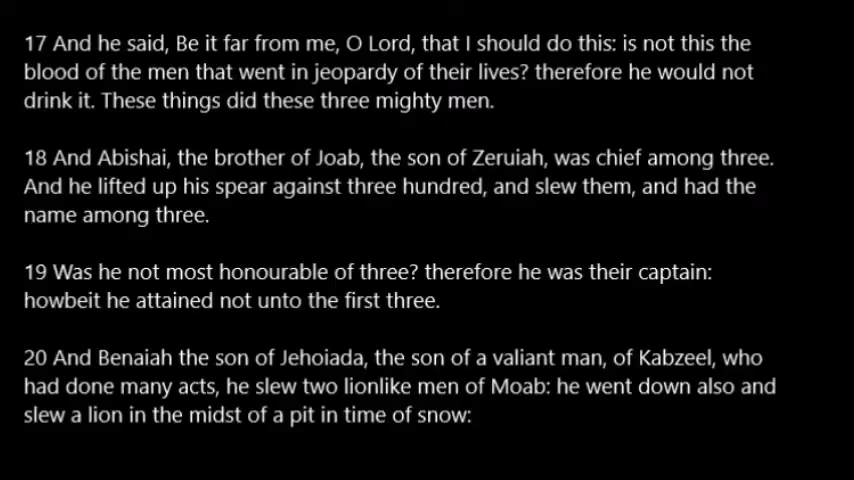 17 And he said, Be it far from me, O Lord, that I should do this: is not this the
blood of the men that went in jeopardy of their lives? therefore he would not
drink it. These things did these three mighty men.
18 And Abishai, the brother of Joab, the son of Zeruiah, was chief among three.
And he lifted up his spear against three hundred, and slew them, and had the
name among three.
19 Was he not most honourable of three? therefore he was their captain:
howbeit he attained not unto the first three.
20 And Benaiah the son of Jehoiada, the son of a valiant man, of Kabzeel, who
had done many acts, he slew two lionlike men of Moab: he went down also and
slew a lion in the midst of a pit in time of snow: